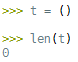 >>> t = ()
>>> len(t)
0